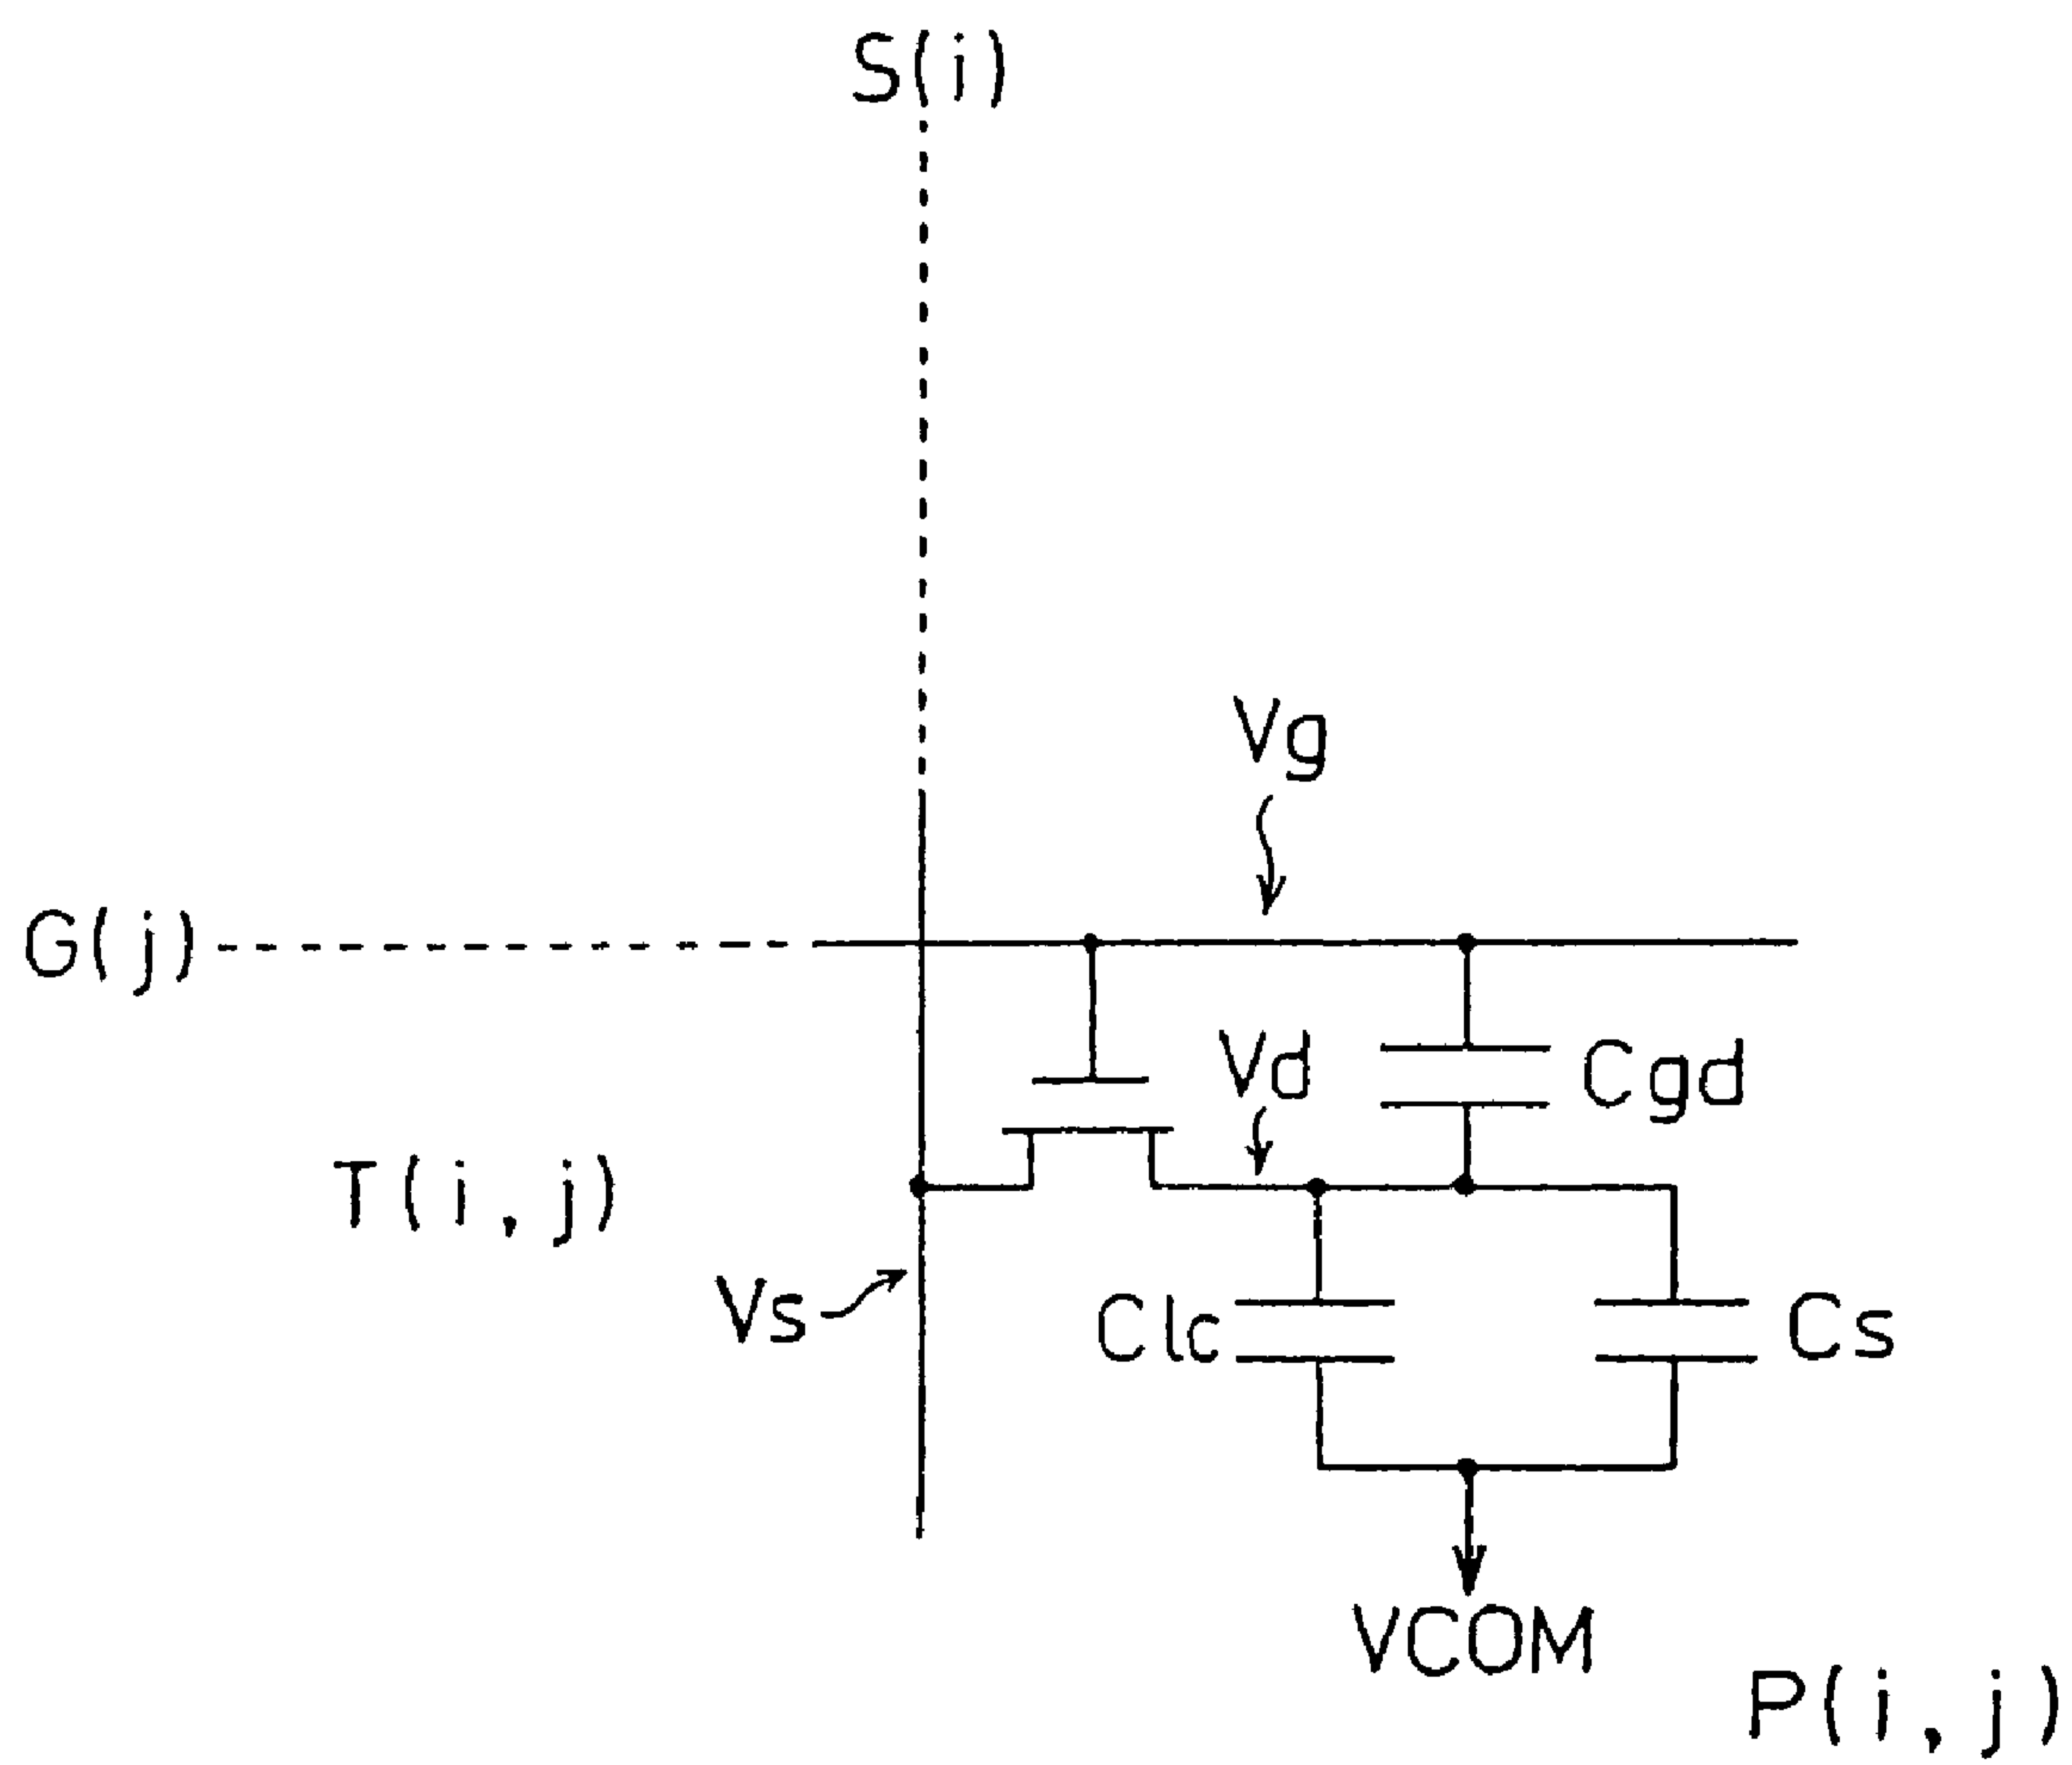 S(i)
Vg
G(j)
Vd
Cgd
T(i,j)
Vs
Clc
Cs
VCOM
P(i,j)